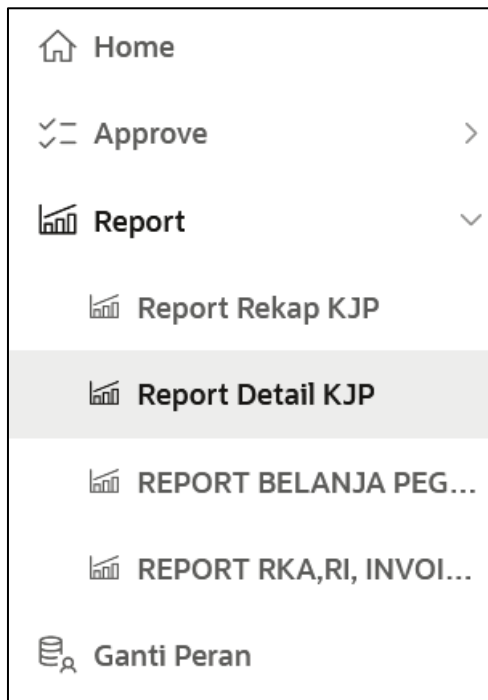 Home
Approve
Report
Report Rekap KJP
Report Detail KJP
REPORT BELANJA PEG...
REPORT RKA,RI, INVOI...
Ganti Peran